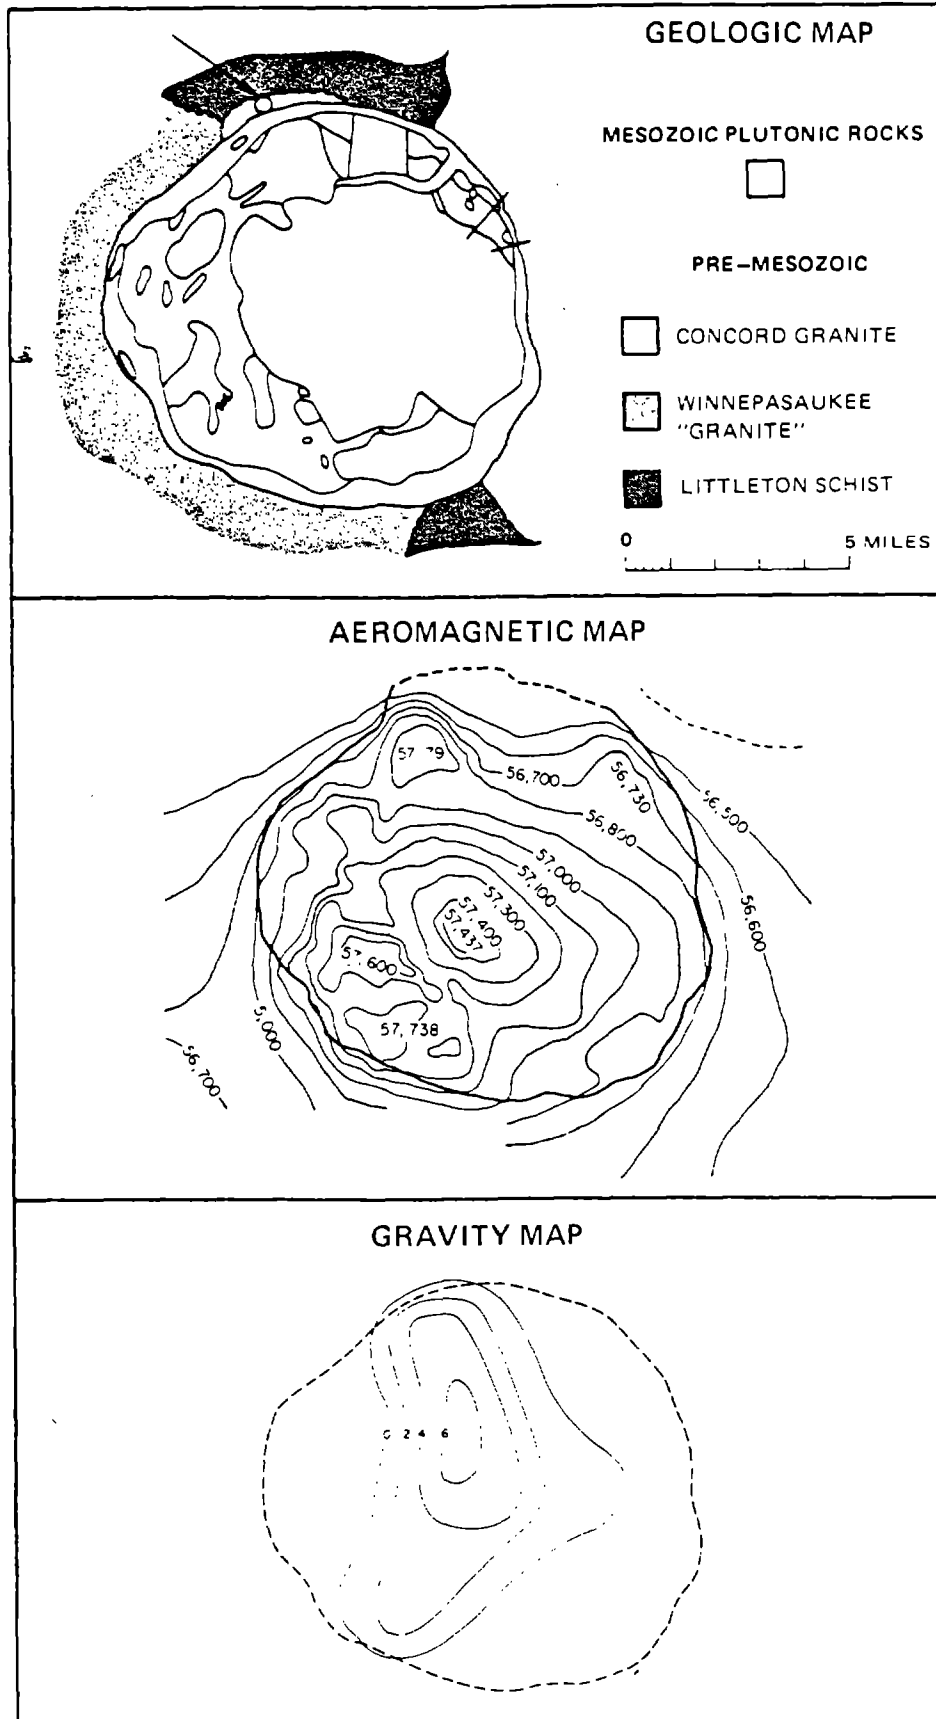 GEOLOGIC MAP
MESOZOIC PLUTONIC ROCKS
PRE-MESOZOIC
CONCORD GRANITE
WINNEPASAUKEE
"GRANITE"
LITTLETON SCHIST
0 5 MILES
AEROMAGNETIC MAP
56,700
56,730
56,500
56,800
57,000
57,100
57,300
57,400
57,437
56,600
57,600
57,738
56,700
GRAVITY MAP
2 4 6